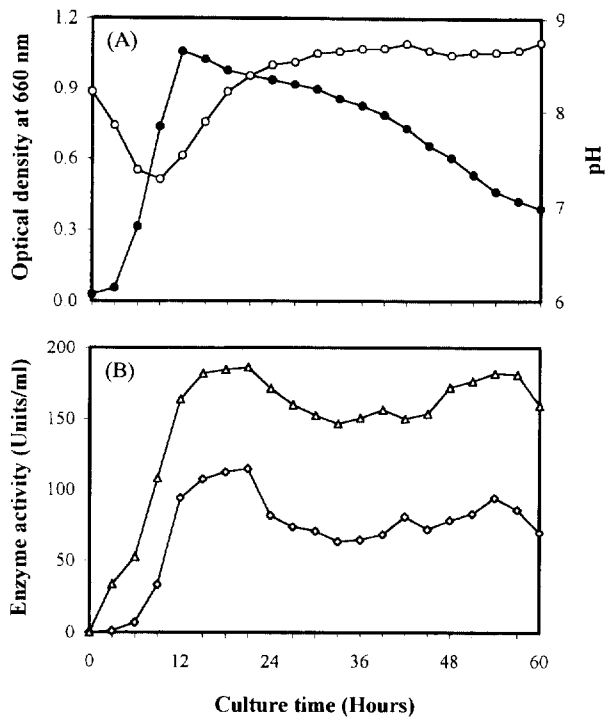 (A)
Optical density at 660 nm
1.2
0.9
0.6
0.3
0.0
pH
9
8
7
6
(B)
Enzyme activity (Units/ml)
200
150
100
50
0
0 12 24 36 48 60
Culture time (Hours)